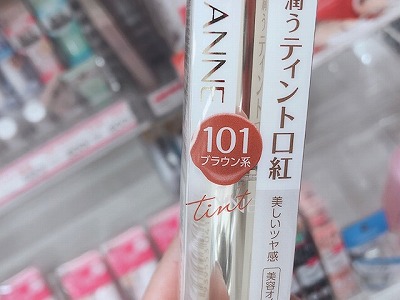 ANNE
101
ブラウン系
tint
潤うティント口紅
美しいツヤ感
美容オ